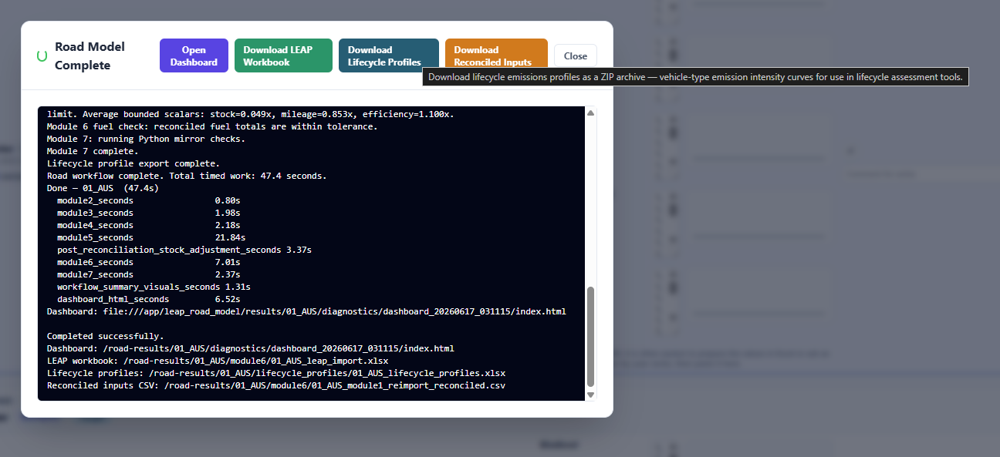 Road Model
Complete
Open
Dashboard
Download LEAP
Workbook
Download
Lifecycle Profiles
Download
Reconciled Inputs
Close
Download lifecycle emissions profiles as a ZIP archive — vehicle-type emission intensity curves for use in lifecycle assessment tools.
limit. Average bounded scalars: stock=0.049x, mileage=0.853x, efficiency=1.100x.
Module 6 fuel check: reconciled fuel totals are within tolerance.
Module 7: running Python mirror checks.
Module 7 complete.
Lifecycle profile export complete.
Road workflow complete. Total timed work: 47.4 seconds.
Done — 01_AUS (47.4s)
module2_seconds 0.80s
module3_seconds 1.98s
module4_seconds 2.18s
module5_seconds 21.84s
post_reconciliation_stock_adjustment_seconds 3.37s
module6_seconds 7.01s
module7_seconds 2.37s
workflow_summary_visuals_seconds 1.31s
dashboard_html_seconds 6.52s
Dashboard: file:///app/leap_road_model/results/01_AUS/diagnostics/dashboard_20260617_031115/index.html
Completed successfully.
Dashboard: /road-results/01_AUS/diagnostics/dashboard_20260617_031115/index.html
LEAP workbook: /road-results/01_AUS/module6/01_AUS_leap_import.xlsx
Lifecycle profiles: /road-results/01_AUS/lifecycle_profiles/01_AUS_lifecycle_profiles.xlsx
Reconciled inputs CSV: /road-results/01_AUS/module6/01_AUS_module1_reimport_reconciled.csv